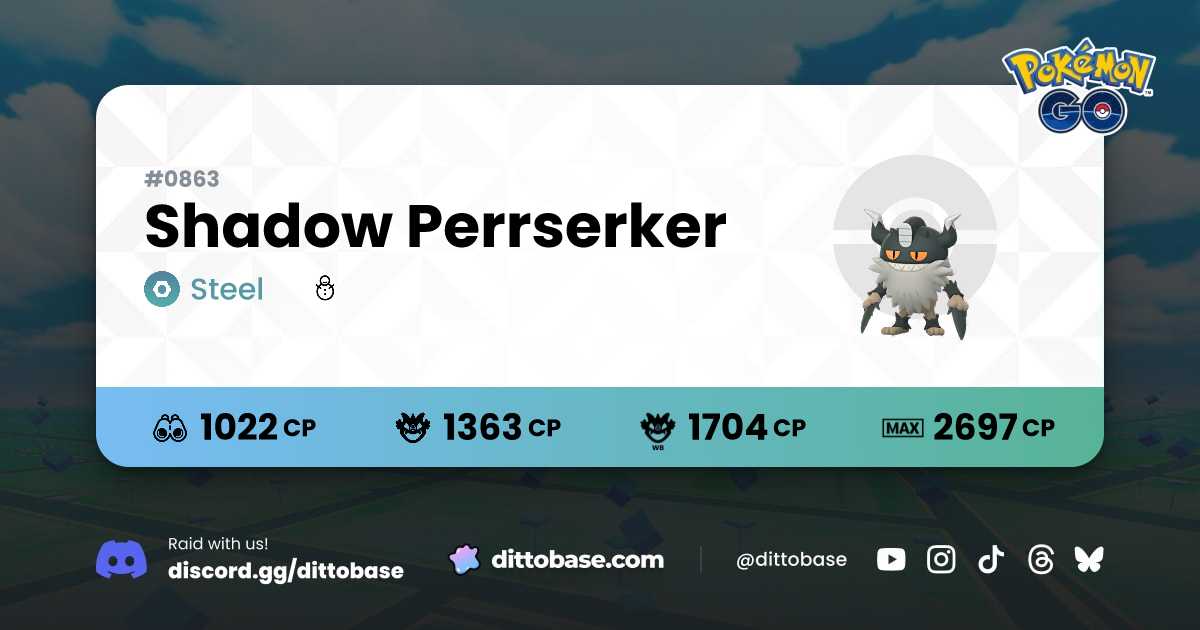 POKéMON
GO
#0863
Shadow Perrserker
Steel
1022 CP
1363 CP
WB
1704 CP
MAX 2697 CP
Raid with us!
discord.gg/dittobase
dittobase.com
@dittobase